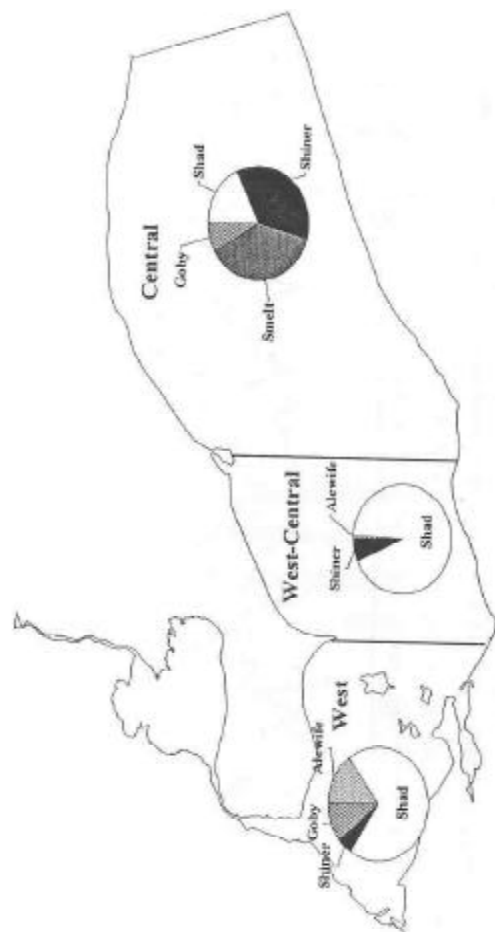 Central
Goby
Shad
Smelt
Shiner
West-Central
Shiner
Alewife
Shad
West
Shiner
Goby
Alewife
Shad